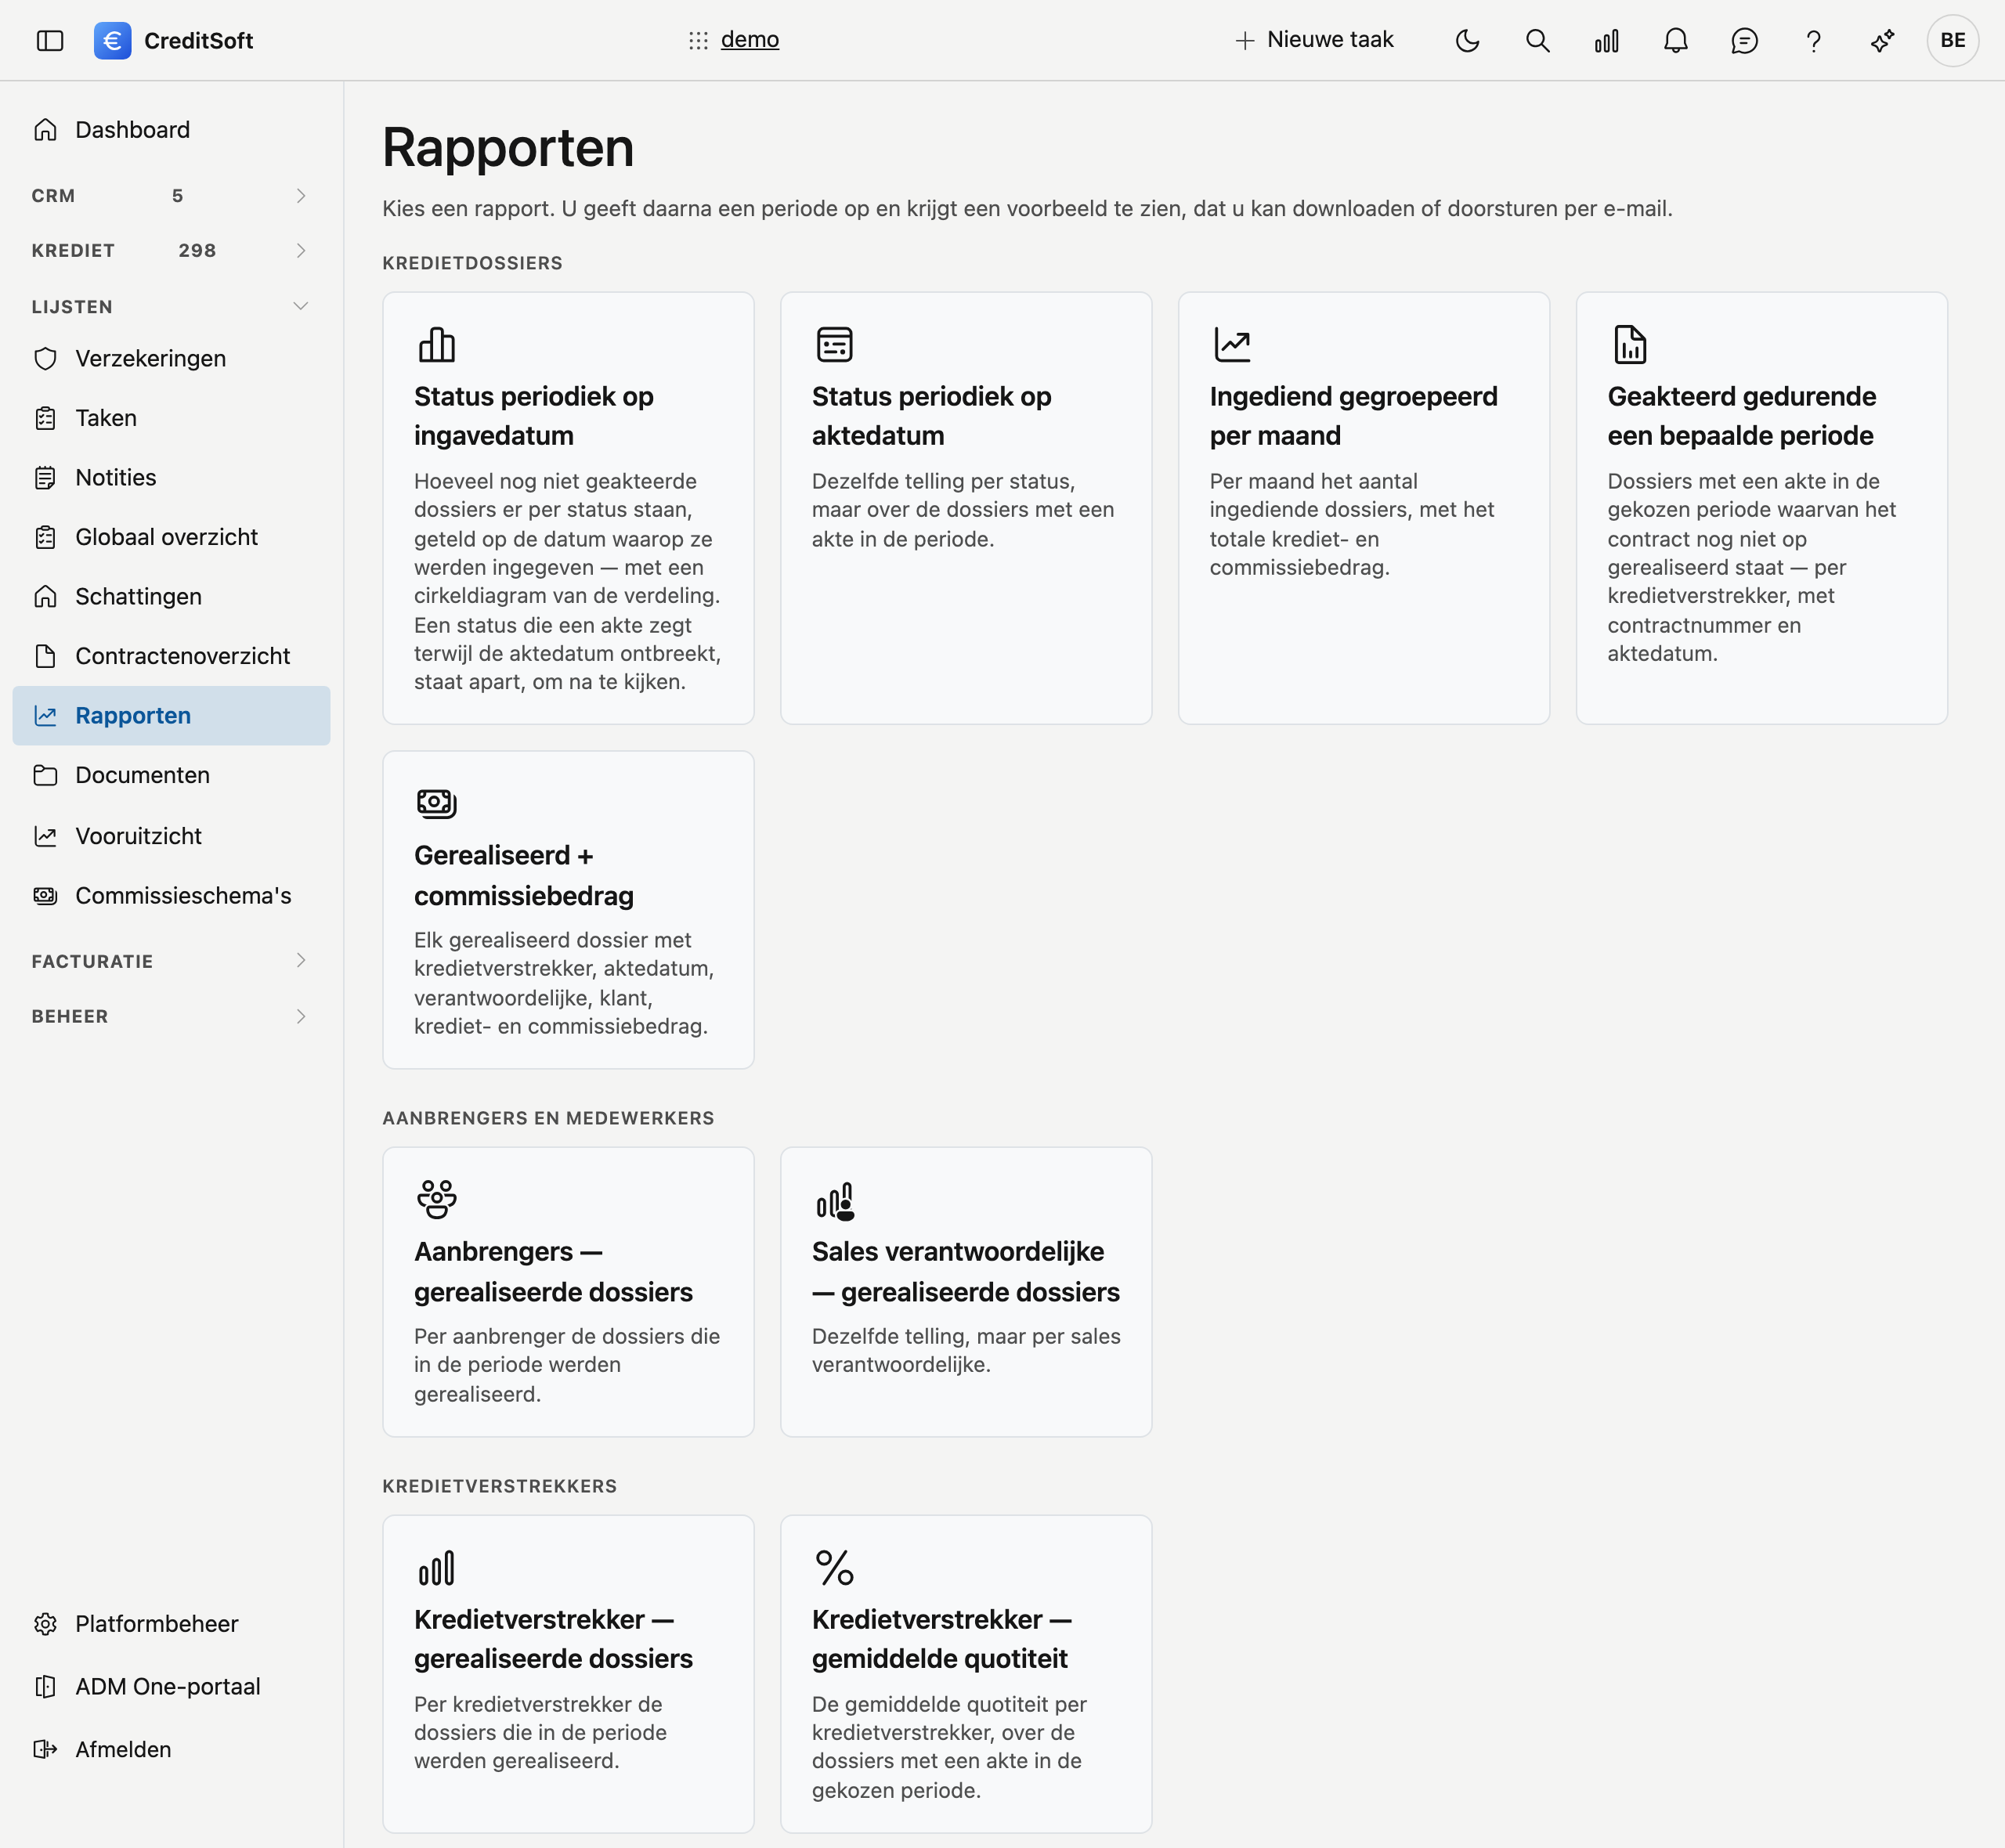 CreditSoft
demo
Nieuwe taak
BE
Dashboard
CRM 5
KREDIET 298
LIJSTEN
Verzekeringen
Taken
Notities
Globaal overzicht
Schattingen
Contractenoverzicht
Rapporten
Documenten
Vooruitzicht
Commissieschema's
FACTURATIE
BEHEER
Platformbeheer
ADM One-portaal
Afmelden
Rapporten
Kies een rapport. U geeft daarna een periode op en krijgt een voorbeeld te zien, dat u kan downloaden of doorsturen per e-mail.
KREDIETDOSSIERS
Status periodiek op
ingavedatum
Hoeveel nog niet geakteerde
dossiers er per status staan,
geteld op de datum waarop ze
werden ingegeven — met een
cirkeldiagram van de verdeling.
Een status die een akte zegt
terwijl de aktedatum ontbreekt,
staat apart, om na te kijken.
Status periodiek op
aktedatum
Dezelfde telling per status,
maar over de dossiers met een
akte in de periode.
Ingediend gegroepeerd
per maand
Per maand het aantal
ingediende dossiers, met het
totale krediet- en
commissiebedrag.
Geakteerd gedurende
een bepaalde periode
Dossiers met een akte in de
gekozen periode waarvan het
contract nog niet op
gerealiseerd staat — per
kredietverstrekker, met
contractnummer en
aktedatum.
Gerealiseerd +
commissiebedrag
Elk gerealiseerd dossier met
kredietverstrekker, aktedatum,
verantwoordelijke, klant,
krediet- en commissiebedrag.
AANBRENGERS EN MEDEWERKERS
Aanbrengers —
gerealiseerde dossiers
Per aanbrenger de dossiers die
in de periode werden
gerealiseerd.
Sales verantwoordelijke
— gerealiseerde dossiers
Dezelfde telling, maar per sales
verantwoordelijke.
KREDIETVERSTREKKERS
Kredietverstrekker —
gerealiseerde dossiers
Per kredietverstrekker de
dossiers die in de periode
werden gerealiseerd.
Kredietverstrekker —
gemiddelde quotiteit
De gemiddelde quotiteit per
kredietverstrekker, over de
dossiers met een akte in de
gekozen periode.